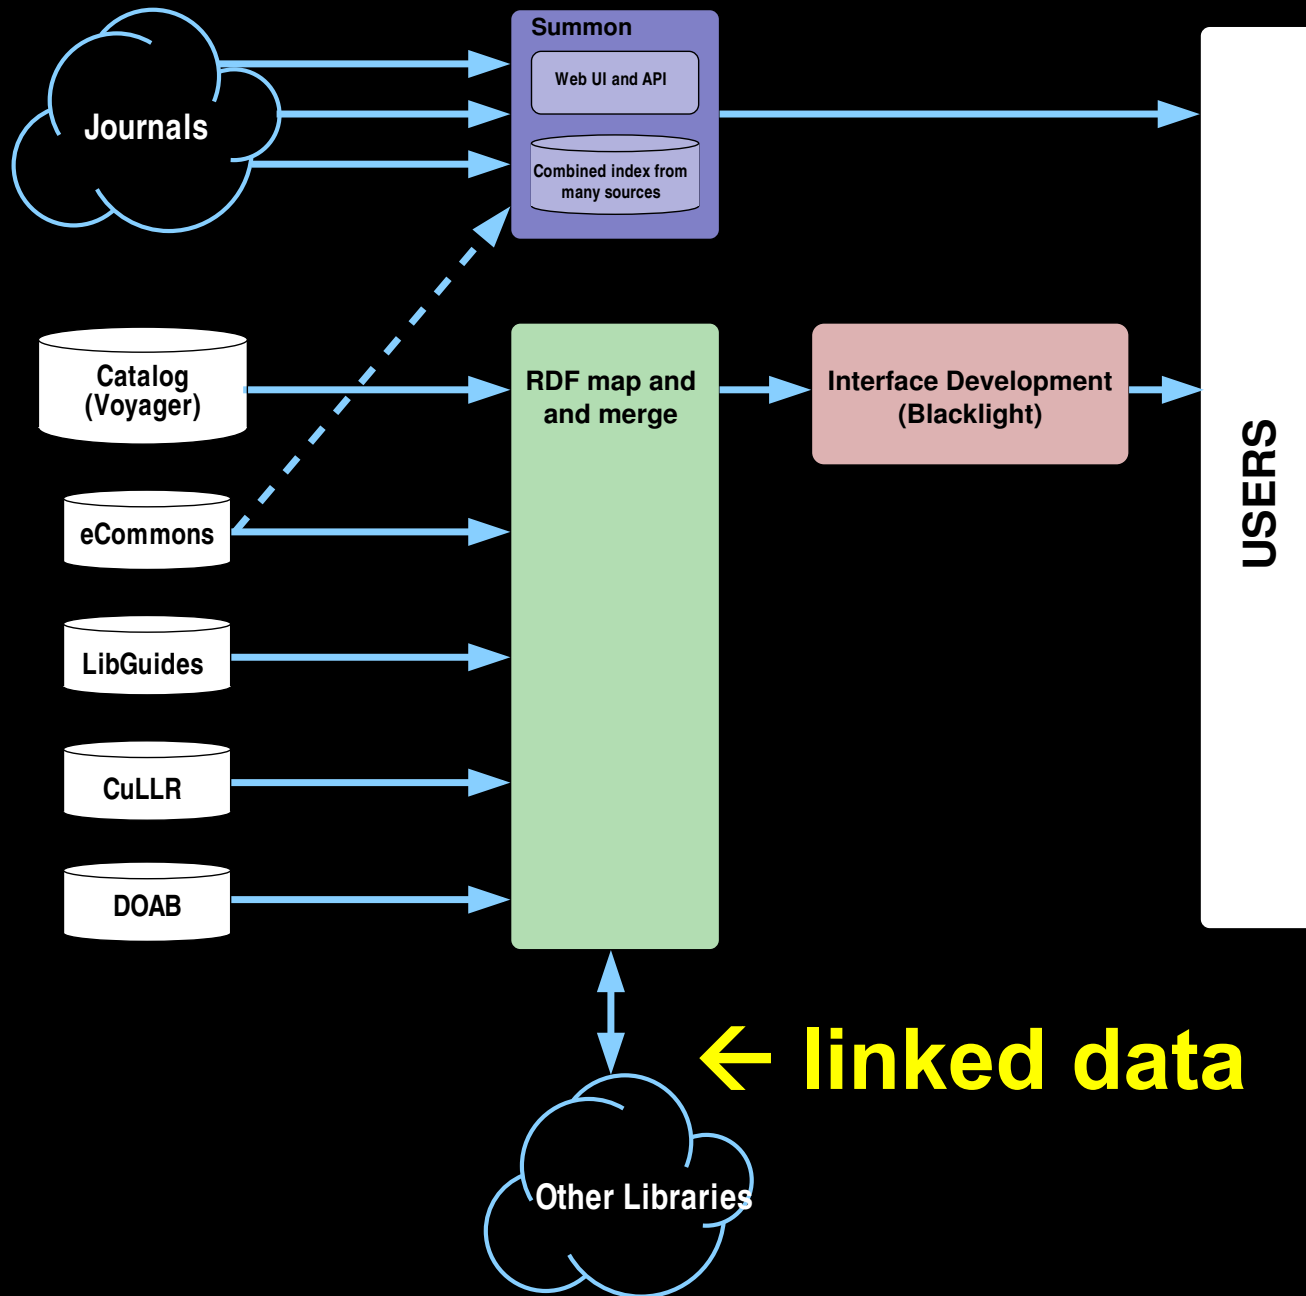 Summon
Web UI and API
Journals
Combined index from
many sources
Catalog
(Voyager)
RDF map and
and merge
Interface Development
(Blacklight)
USERS
eCommons
LibGuides
CuLLR
DOAB
← linked data
Other Libraries